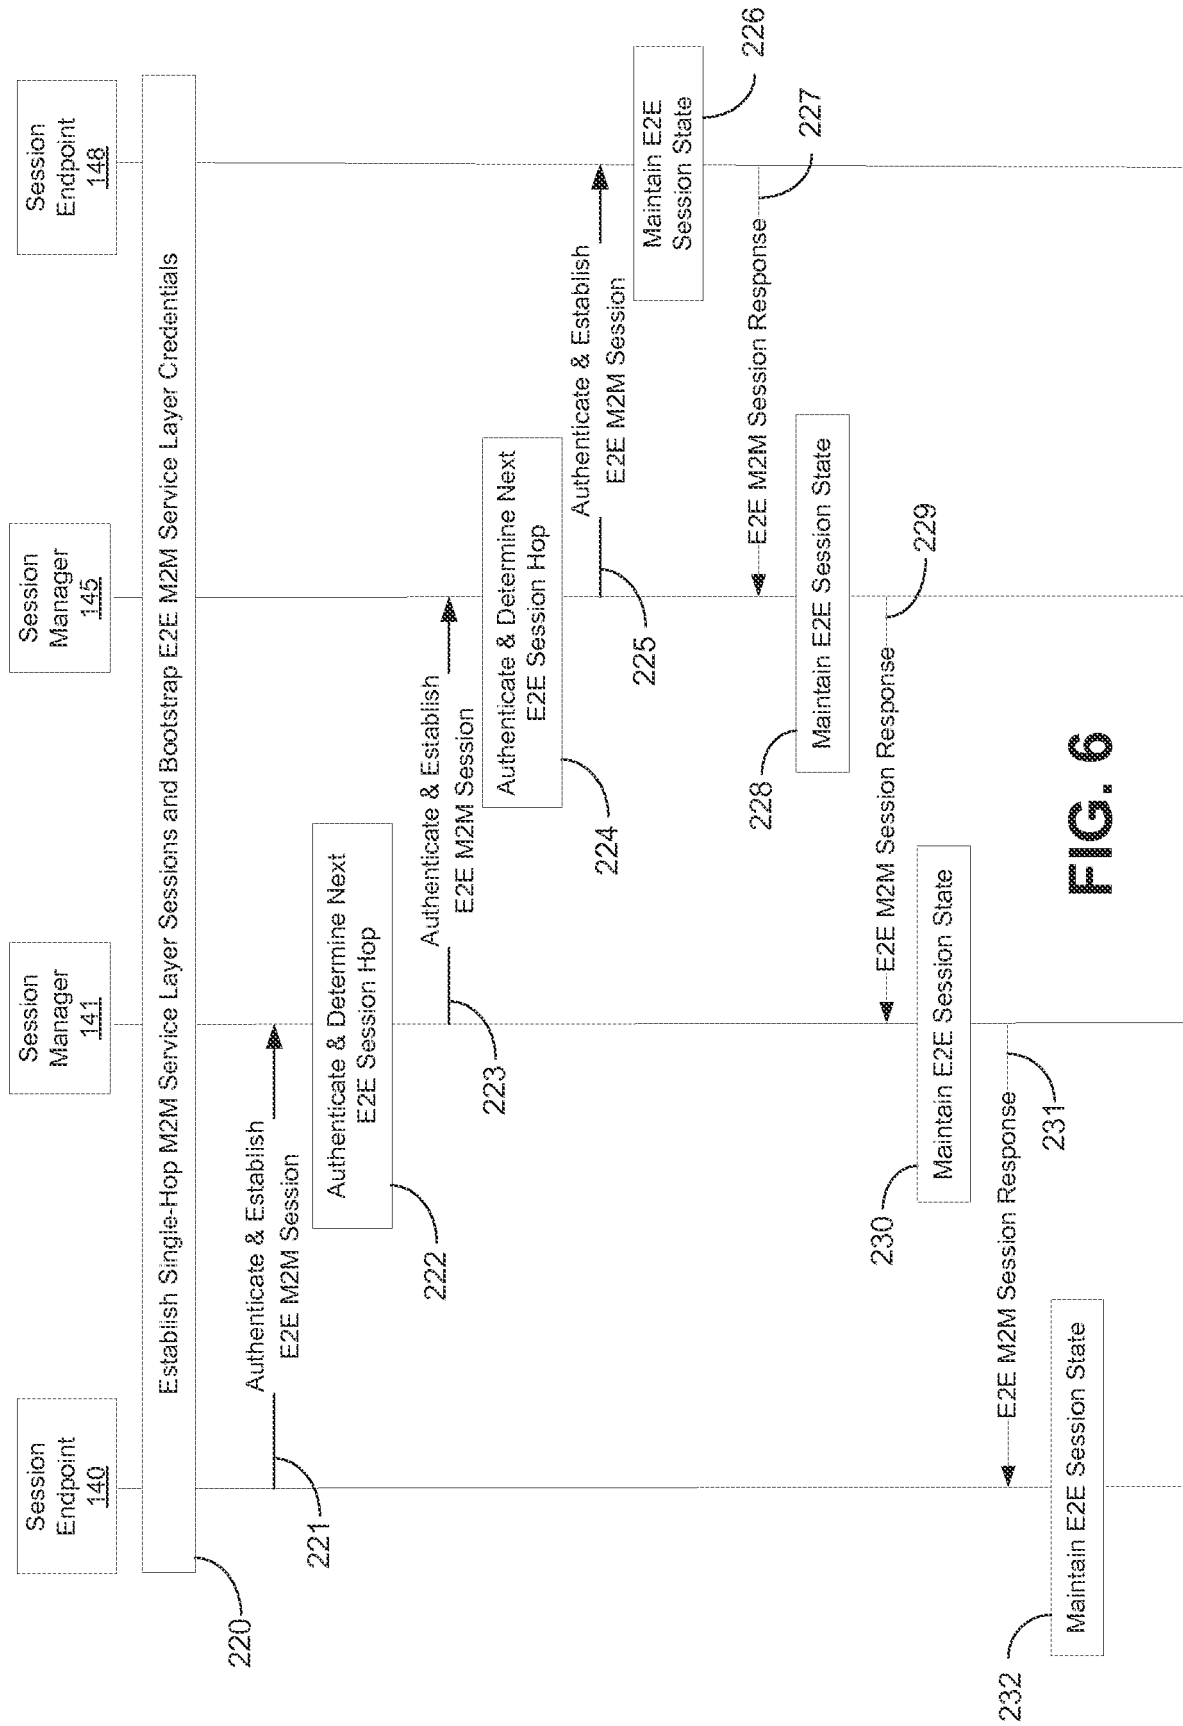 Session
Endpoint
140
Session
Manager
141
Session
Manager
145
Session
Endpoint
148
Establish Single-Hop M2M Service Layer Sessions and Bootstrap E2E M2M Service Layer Credentials
220
Authenticate & Establish
E2E M2M Session
221
Authenticate & Determine Next
E2E Session Hop
222
Authenticate & Establish
E2E M2M Session
223
Authenticate & Determine Next
E2E Session Hop
224
Authenticate & Establish
E2E M2M Session
225
Maintain E2E
Session State
226
E2E M2M Session Response
227
Maintain E2E Session State
228
E2E M2M Session Response
229
Maintain E2E Session State
230
E2E M2M Session Response
231
Maintain E2E Session State
232
FIG. 6